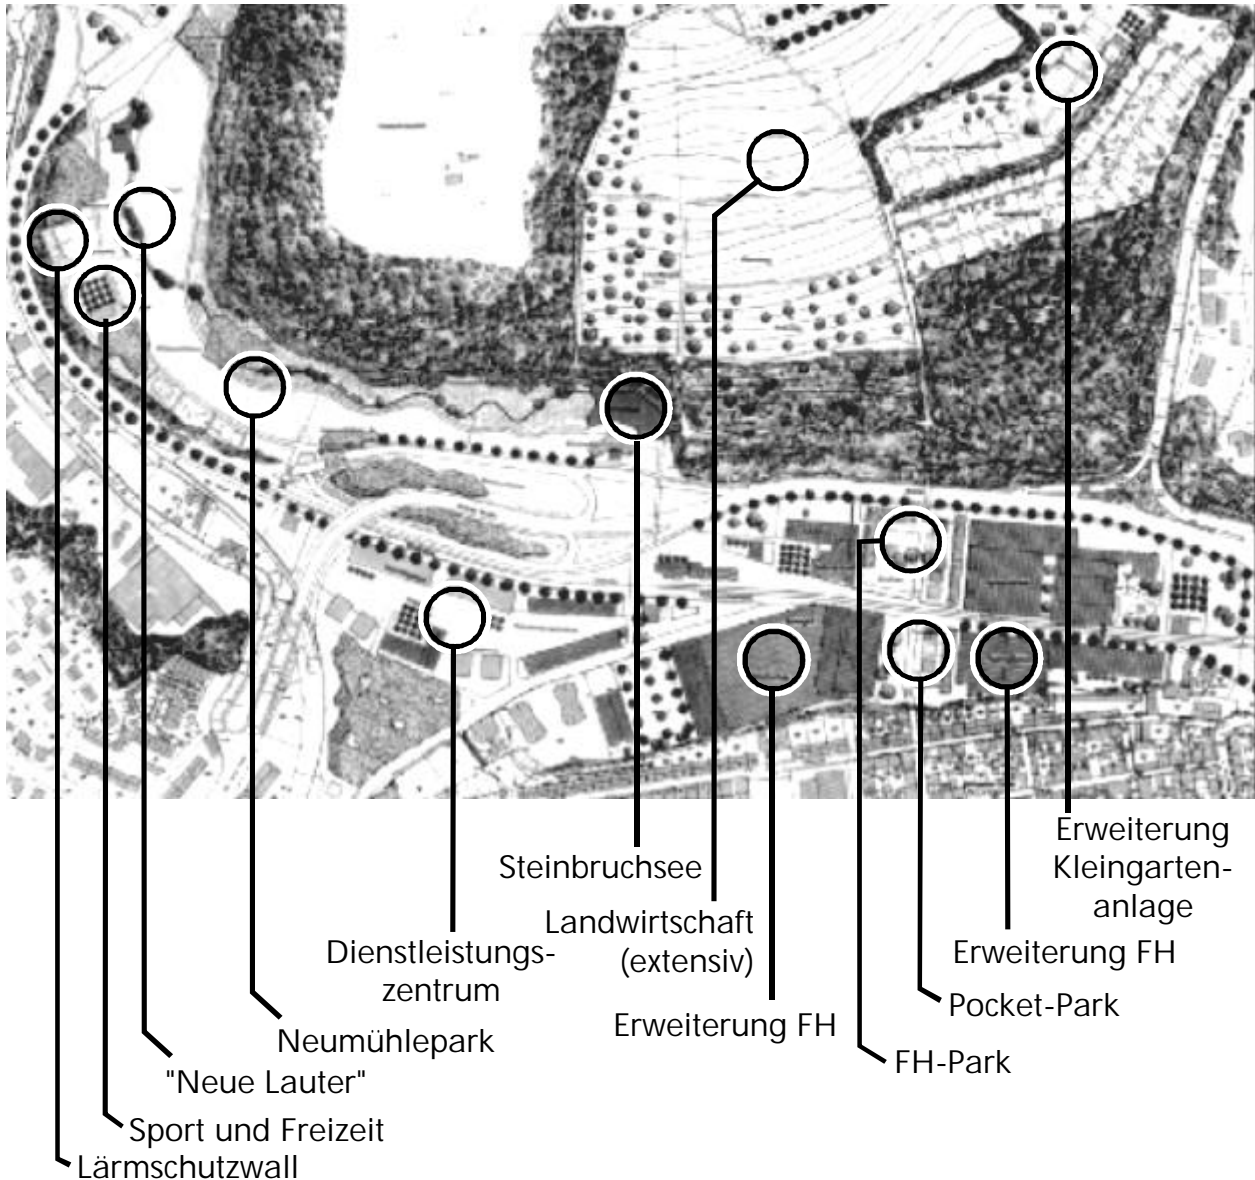 Erweiterung
Kleingarten-
anlage
Steinbruchsee
Landwirtschaft
(extensiv)
Dienstleistungs-
zentrum
Erweiterung FH
Pocket-Park
Erweiterung FH
Neumühlepark
FH-Park
"Neue Lauter"
Sport und Freizeit
Lärmschutzwall